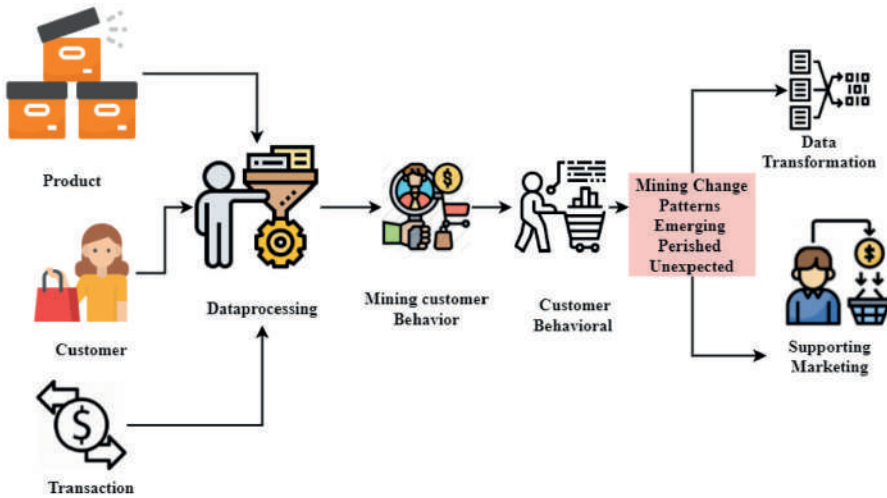 Product
Customer
Transaction
Dataprocessing
Mining customer
Behavior
Customer
Behavioral
Mining Change
Patterns
Emerging
Perished
Unexpected
Data
Transformation
Supporting
Marketing